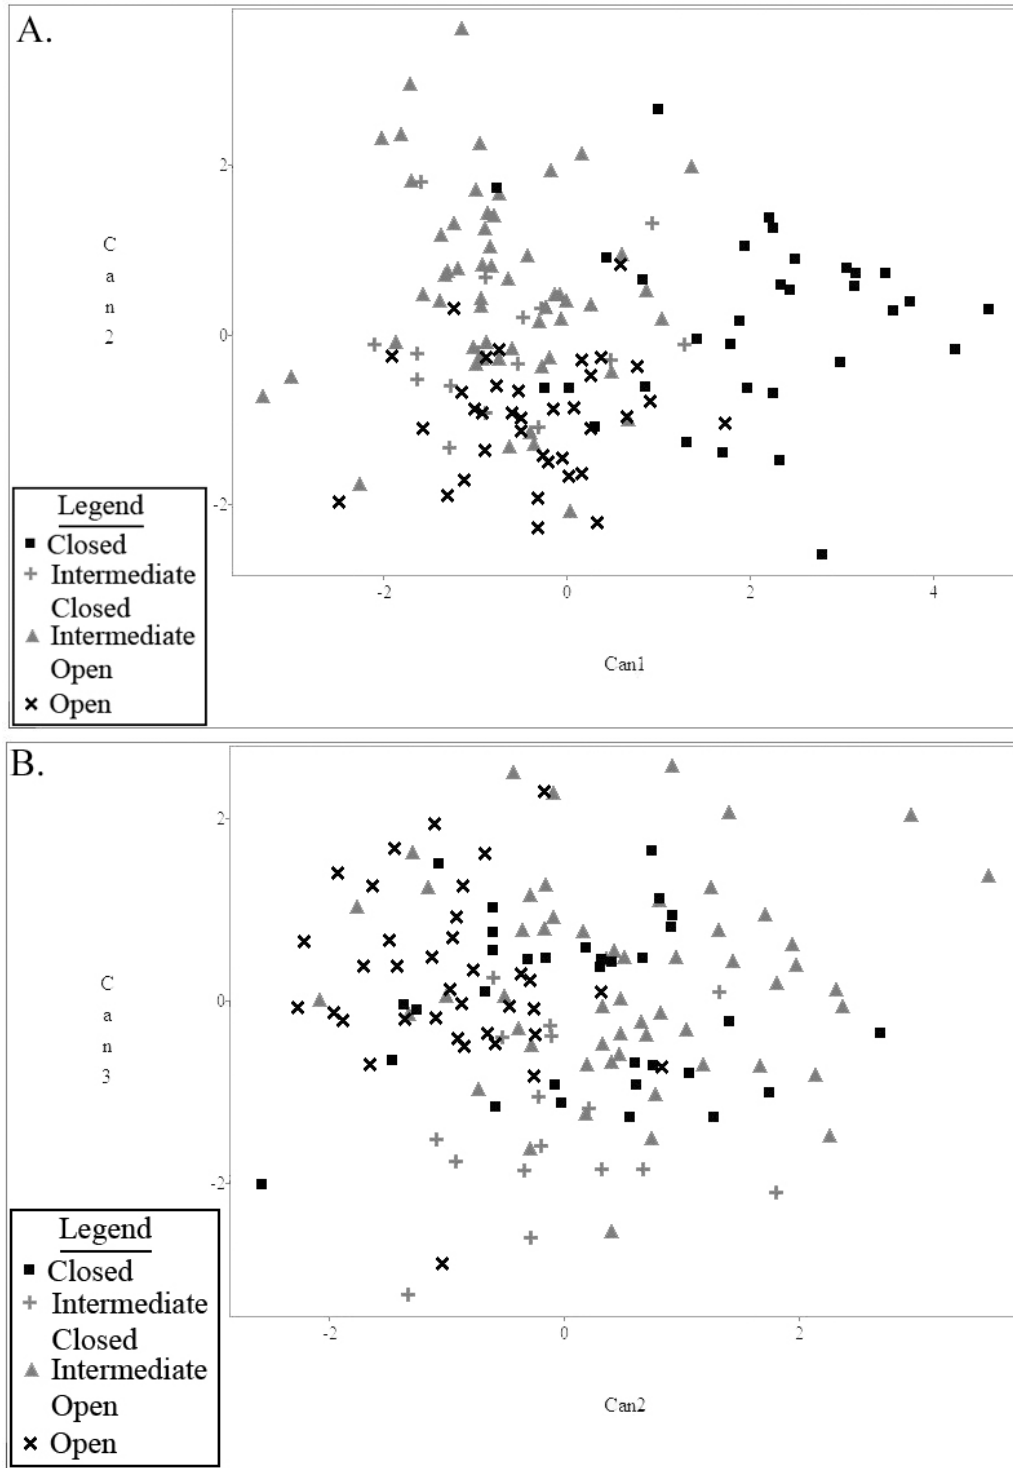 A.
C
a
n
2
2
0
-2
-2
0
2
4
Can1
Legend
Closed
Intermediate
Closed
Intermediate
Open
Open
B.
C
a
n
3
2
0
-2
-2
0
2
Can2
Legend
Closed
Intermediate
Closed
Intermediate
Open
Open